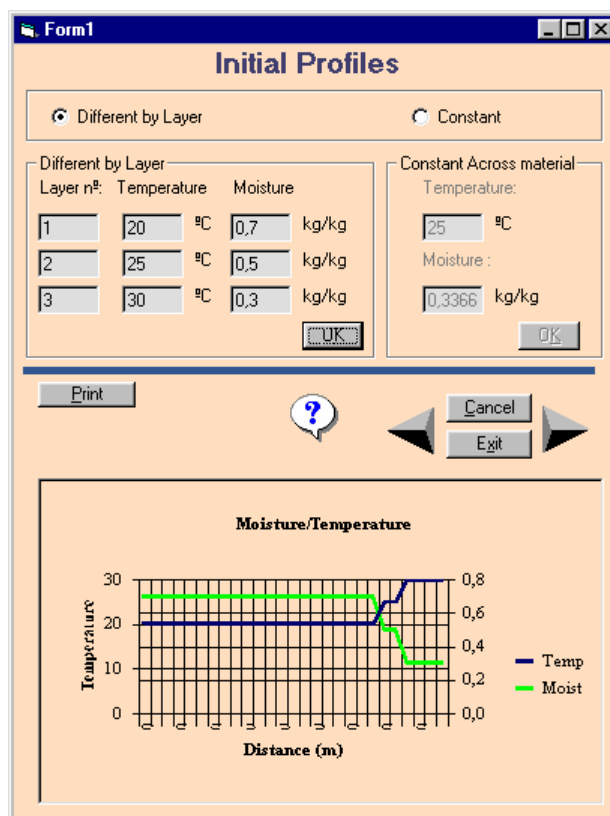 Form1
Initial Profiles
Different by Layer Constant
Different by Layer
Layer nº: Temperature Moisture
1 20 ºC 0,7 kg/kg
2 25 ºC 0,5 kg/kg
3 30 ºC 0,3 kg/kg
OK
Constant Across material
Temperature:
25 ºC
Moisture :
0,3366 kg/kg
OK
Print
?
Cancel
Exit
Moisture/Temperature
Temperature
30
20
10
0
0,8
0,6
0,4
0,2
0,0
Temp
Moist
Distance (m)